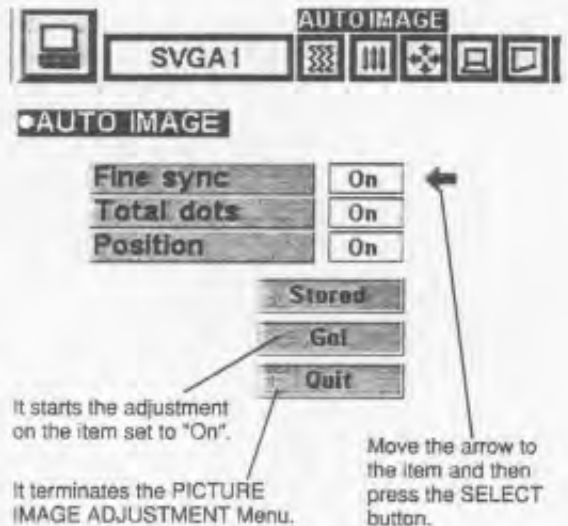 AUTO IMAGE
SVGA 1
●AUTO IMAGE
Fine sync On
Total dots On
Position On
Stored
Go!
Quit
It starts the adjustment
on the item set to "On".
It terminates the PICTURE
IMAGE ADJUSTMENT Menu.
Move the arrow to
the item and then
press the SELECT
button.